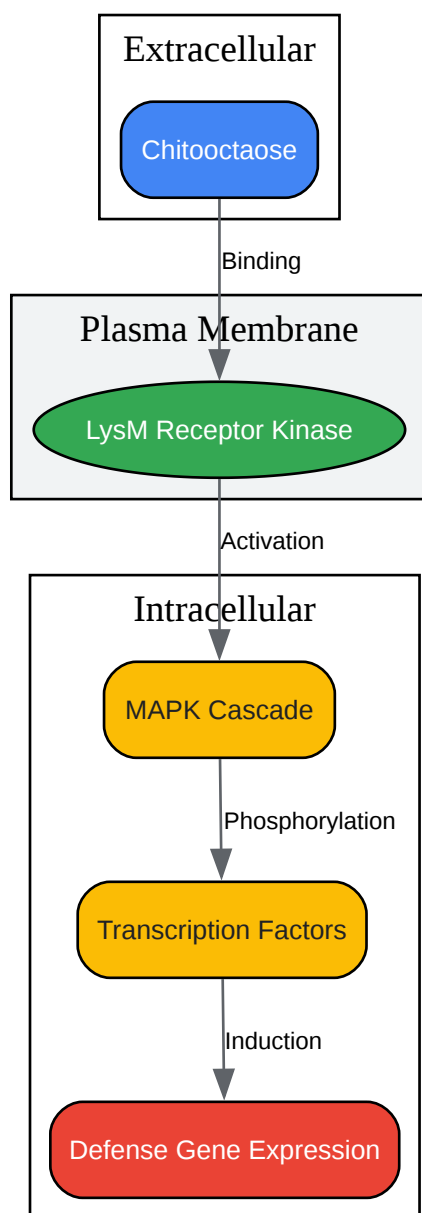 Extracellular
Chitooctaose
Binding
Plasma Membrane
LysM Receptor Kinase
Activation
Intracellular
MAPK Cascade
Phosphorylation
Transcription Factors
Induction
Defense Gene Expression